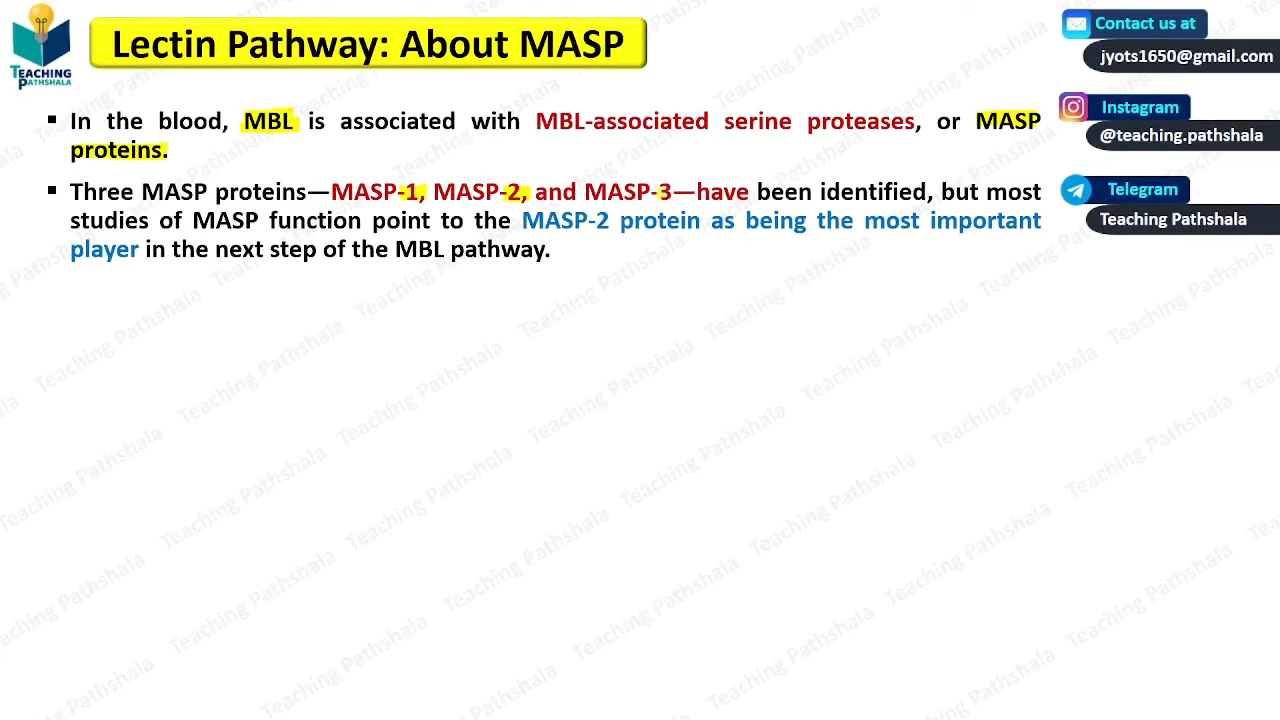 TEACHING
PATHSHALA
Lectin Pathway: About MASP
Contact us at
jyots1650@gmail.com
Instagram
@teaching.pathshala
Telegram
Teaching Pathshala
▪ In the blood, MBL is associated with MBL-associated serine proteases, or MASP
proteins.
▪ Three MASP proteins—MASP-1, MASP-2, and MASP-3—have been identified, but most
studies of MASP function point to the MASP-2 protein as being the most important
player in the next step of the MBL pathway.
Teaching Pathshala